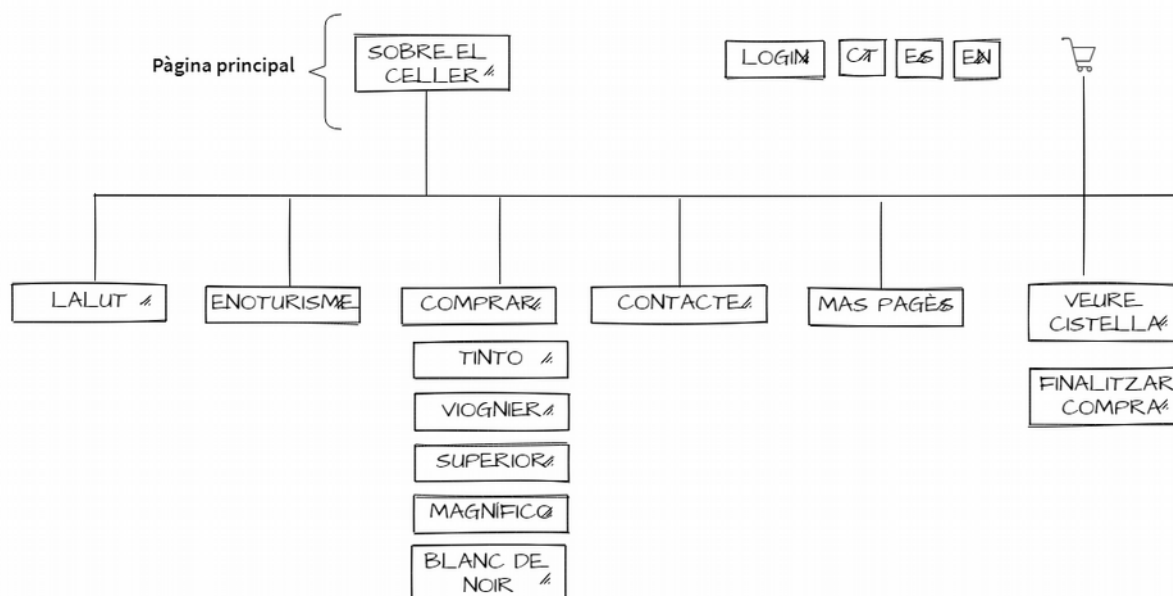 SOBRE EL
CELLER
Pàgina principal
LOGIN
CT
ES
EN
LALUT
ENOTURISME
COMPRAR
CONTACTE
MAS PAGÈS
VEURE
CISTELLA
TINTO
FINALITZAR
COMPRA
VIOGNIER
SUPERIOR
MAGNÍFICO
BLANC DE
NOIR